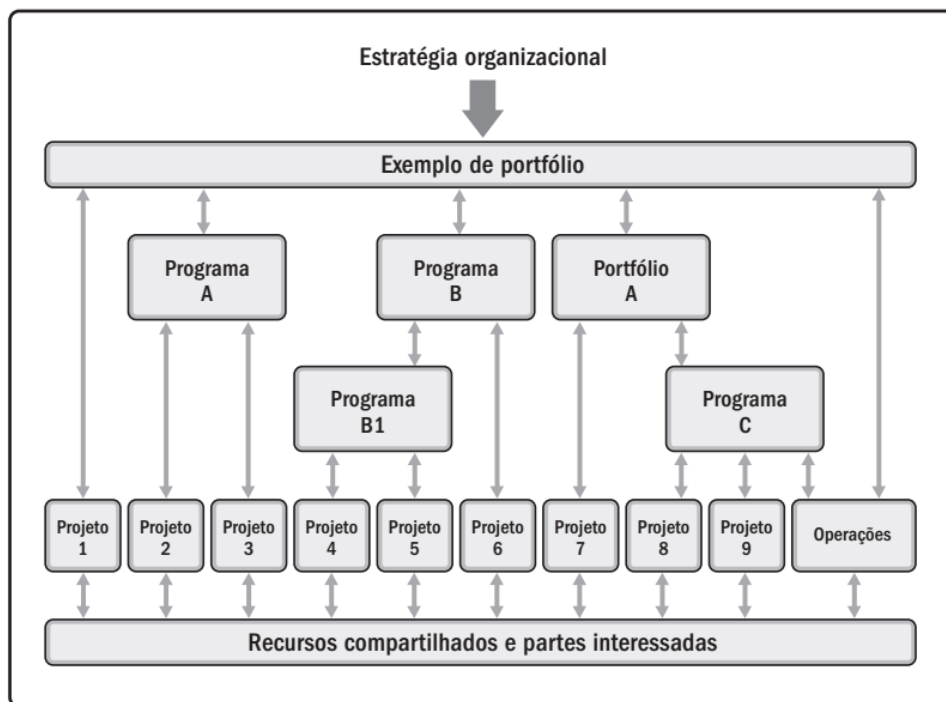 Estratégia organizacional
Exemplo de portfólio
Programa
A
Programa
B
Portfólio
A
Programa
B1
Programa
C
Projeto
1
Projeto
2
Projeto
3
Projeto
4
Projeto
5
Projeto
6
Projeto
7
Projeto
8
Projeto
9
Operações
Recursos compartilhados e partes interessadas